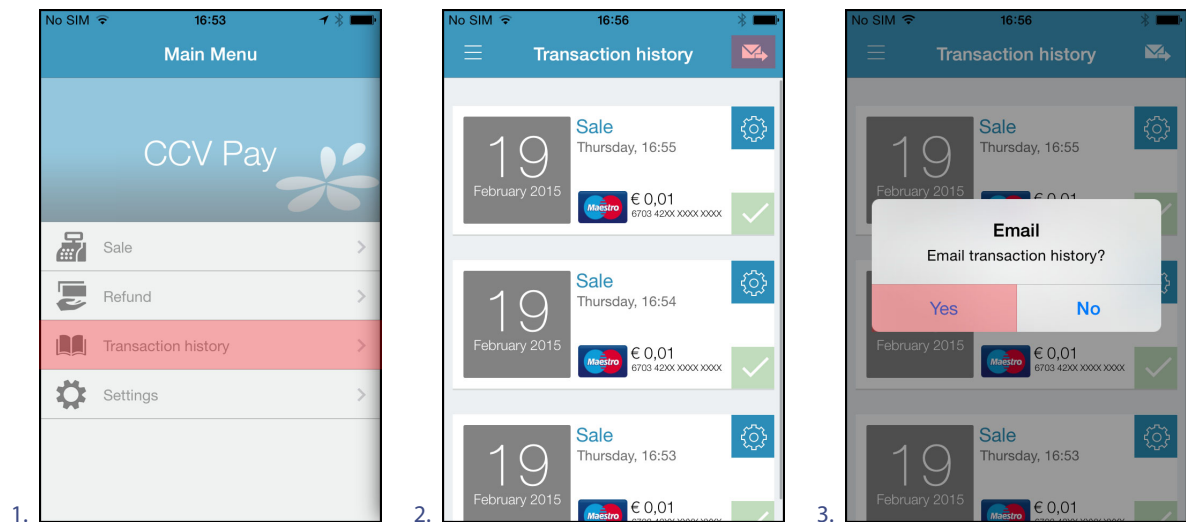 No SIM 16:53
Main Menu
CCV Pay
Sale
Refund
Transaction history
Settings
1.
No SIM 16:56
Transaction history
19
February 2015
Sale
Thursday, 16:55
Maestro
€ 0,01
6703 42XX XXXX XXXX
19
February 2015
Sale
Thursday, 16:54
Maestro
€ 0,01
6703 42XX XXXX XXXX
19
February 2015
Sale
Thursday, 16:53
Maestro
€ 0,01
2.
No SIM 16:56
Transaction history
19
February 2015
Sale
Thursday, 16:55
Email
Email transaction history?
Yes No
February 2015
Maestro
€ 0,01
6703 42XX XXXX XXXX
19
February 2015
Sale
Thursday, 16:53
Maestro
€ 0,01
3.